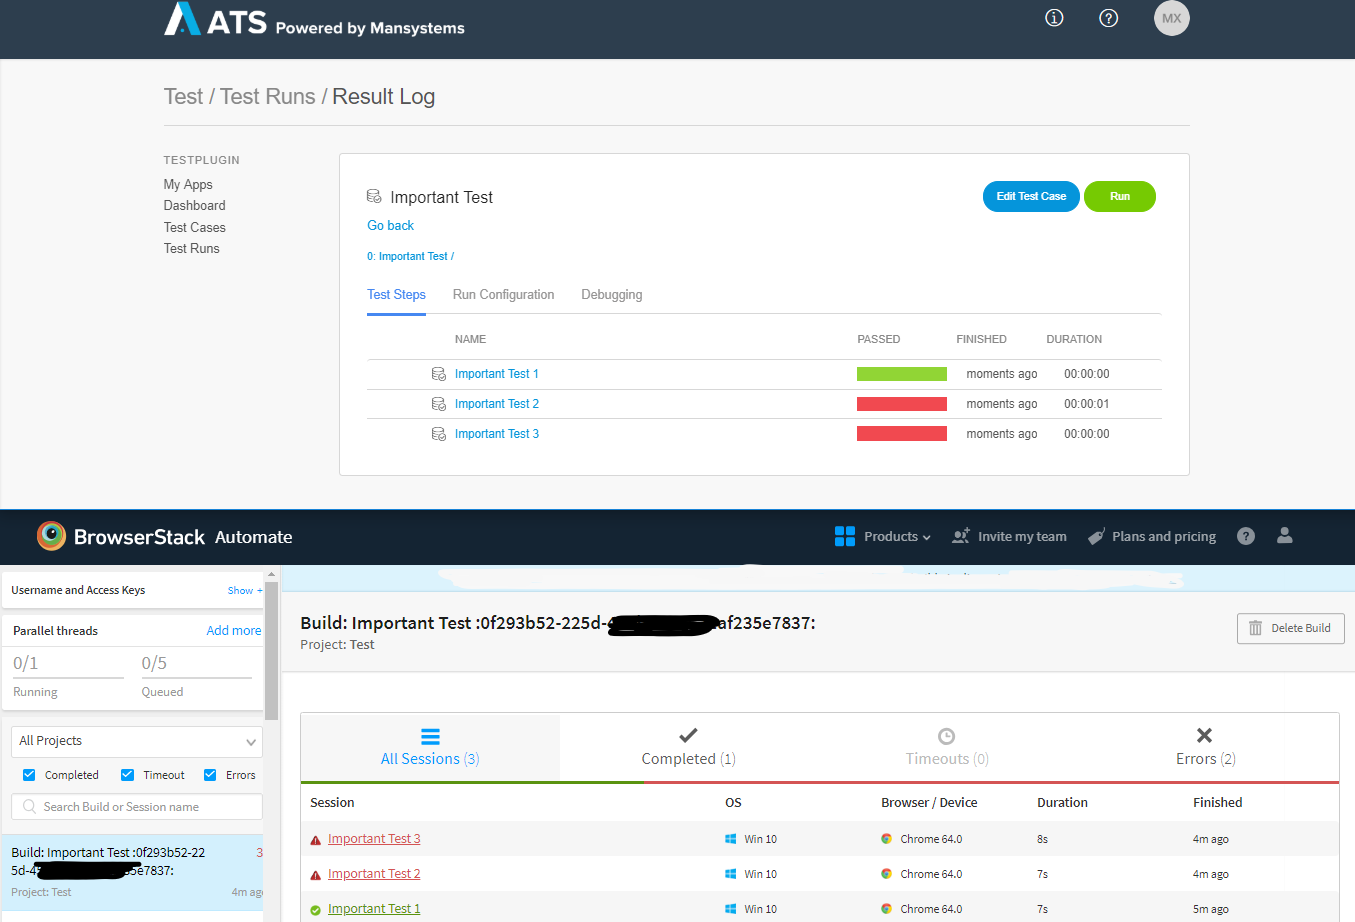 ATS Powered by Mansystems
MX
Test / Test Runs / Result Log
TESTPLUGIN
My Apps
Dashboard
Test Cases
Test Runs
Important Test
Edit Test Case
Run
Go back
0: Important Test /
Test Steps Run Configuration Debugging
NAME PASSED FINISHED DURATION
Important Test 1 moments ago 00:00:00
Important Test 2 moments ago 00:00:01
Important Test 3 moments ago 00:00:00
BrowserStack Automate
Products Invite my team Plans and pricing ?
Username and Access Keys Show +
Parallel threads Add more
0/1 0/5
Running Queued
All Projects
Completed Timeout Errors
Search Build or Session name
Build: Important Test :0f293b52-22 3
5d-4 5e7837:
Project: Test 4m ago
Build: Important Test :0f293b52-225d- af235e7837:
Project: Test
Delete Build
All Sessions (3) Completed (1) Timeouts (0) Errors (2)
Session OS Browser / Device Duration Finished
Important Test 3 Win 10 Chrome 64.0 8s 4m ago
Important Test 2 Win 10 Chrome 64.0 7s 4m ago
Important Test 1 Win 10 Chrome 64.0 7s 5m ago